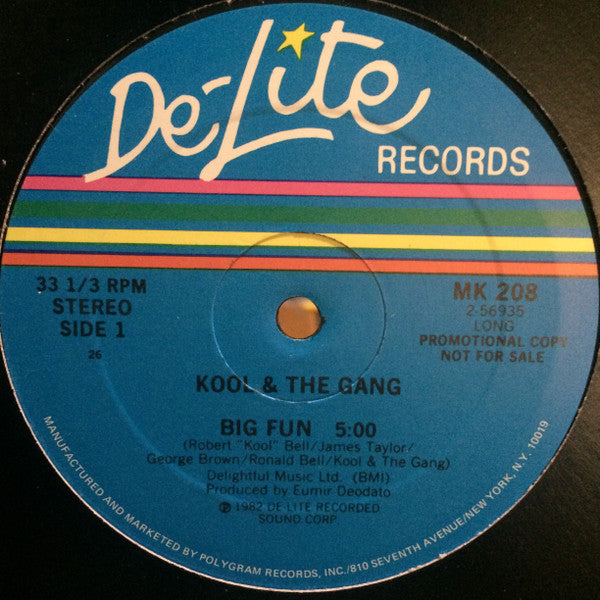 De-Lite
RECORDS
33 1/3 RPM
STEREO
SIDE 1
26
MK 208
2-56935
LONG
PROMOTIONAL COPY
NOT FOR SALE
KOOL & THE GANG
BIG FUN 5:00
(Robert "Kool" Bell/James Taylor/
George Brown/Ronald Bell/Kool & The Gang)
Delightful Music Ltd. (BMI)
Produced by Eumir Deodato
℗ 1982 DE-LITE RECORDED
SOUND CORP.
MANUFACTURED AND MARKETED BY POLYGRAM RECORDS, INC./810 SEVENTH AVENUE/NEW YORK, N.Y. 10019